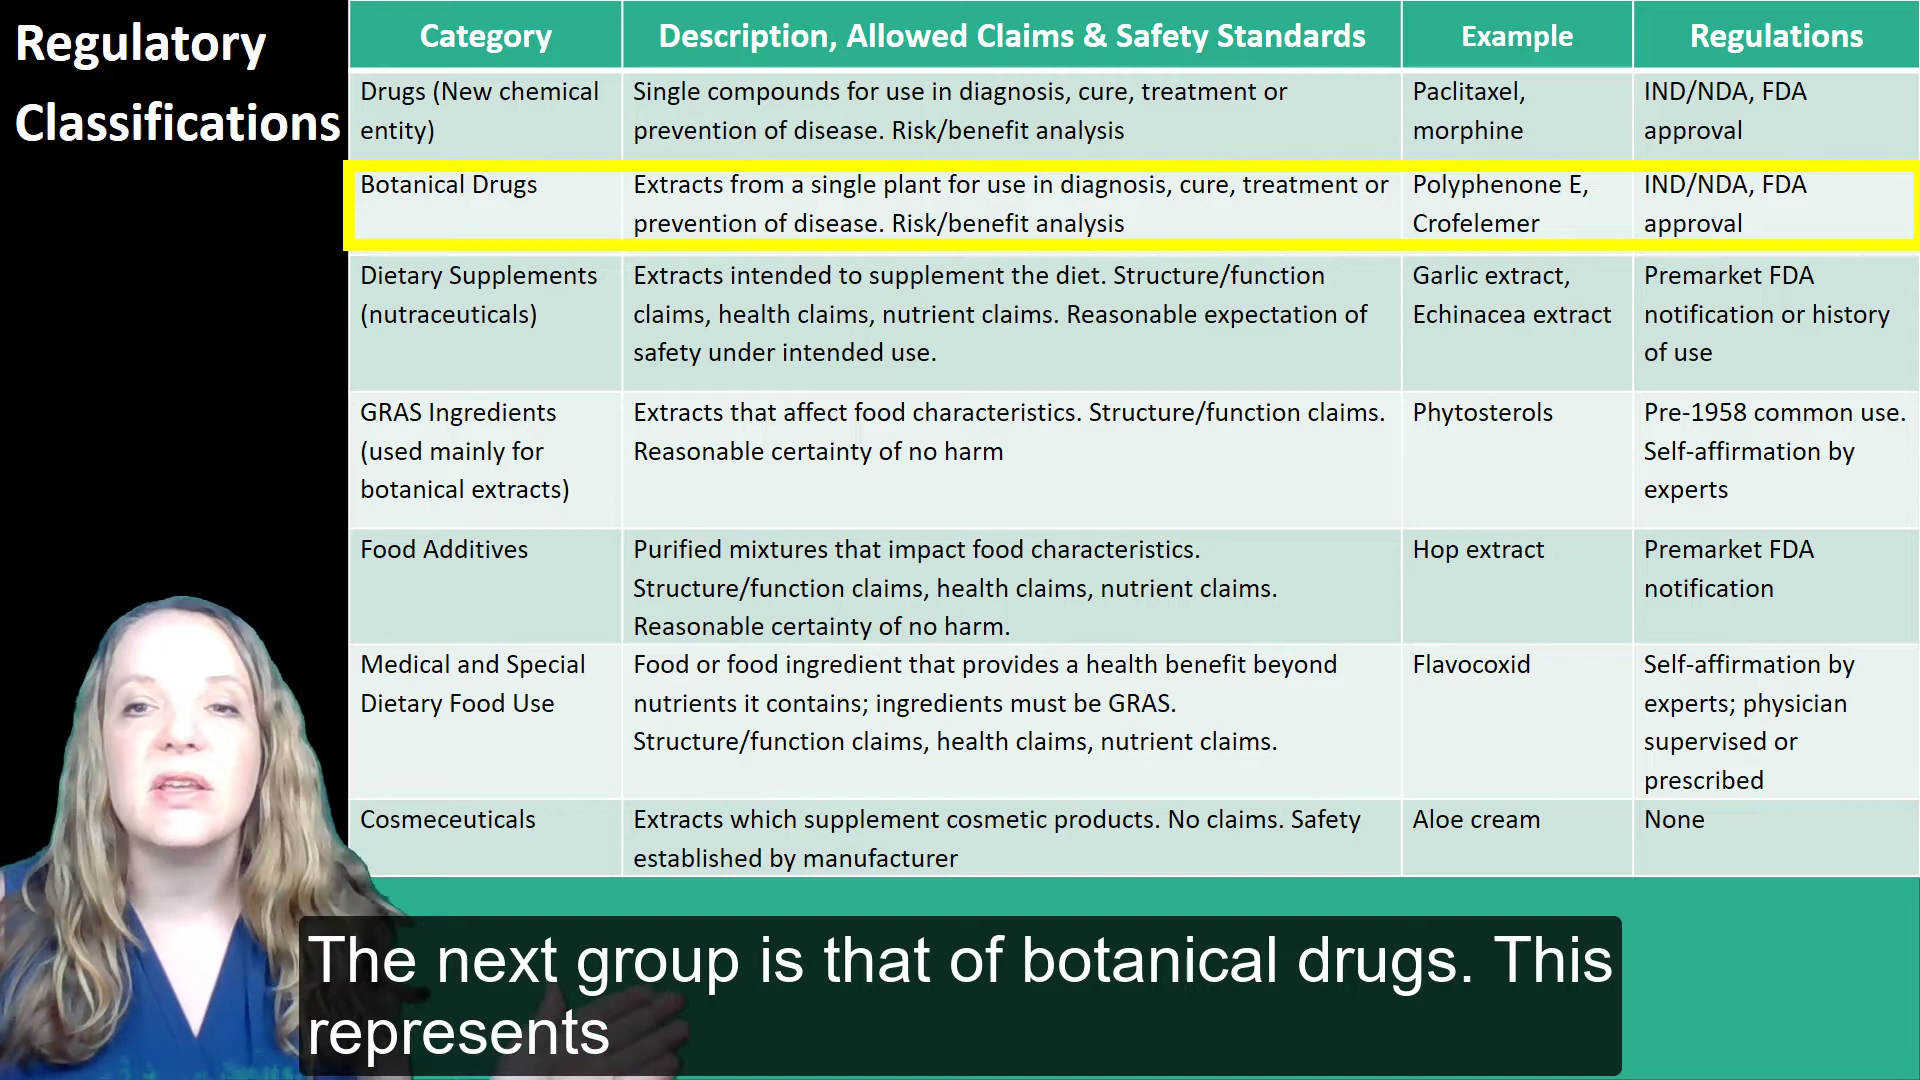 Regulatory
Classifications
Category
Description, Allowed Claims & Safety Standards
Example
Regulations
Drugs (New chemical
entity)
Single compounds for use in diagnosis, cure, treatment or
prevention of disease. Risk/benefit analysis
Paclitaxel,
morphine
IND/NDA, FDA
approval
Botanical Drugs
Extracts from a single plant for use in diagnosis, cure, treatment or
prevention of disease. Risk/benefit analysis
Polyphenone E,
Crofelemer
IND/NDA, FDA
approval
Dietary Supplements
(nutraceuticals)
Extracts intended to supplement the diet. Structure/function
claims, health claims, nutrient claims. Reasonable expectation of
safety under intended use.
Garlic extract,
Echinacea extract
Premarket FDA
notification or history
of use
GRAS Ingredients
(used mainly for
botanical extracts)
Extracts that affect food characteristics. Structure/function claims.
Reasonable certainty of no harm
Phytosterols
Pre-1958 common use.
Self-affirmation by
experts
Food Additives
Purified mixtures that impact food characteristics.
Structure/function claims, health claims, nutrient claims.
Reasonable certainty of no harm.
Hop extract
Premarket FDA
notification
Medical and Special
Dietary Food Use
Food or food ingredient that provides a health benefit beyond
nutrients it contains; ingredients must be GRAS.
Structure/function claims, health claims, nutrient claims.
Flavocoxid
Self-affirmation by
experts; physician
supervised or
prescribed
Cosmeceuticals
Extracts which supplement cosmetic products. No claims. Safety
established by manufacturer
Aloe cream
None
The next group is that of botanical drugs. This
represents